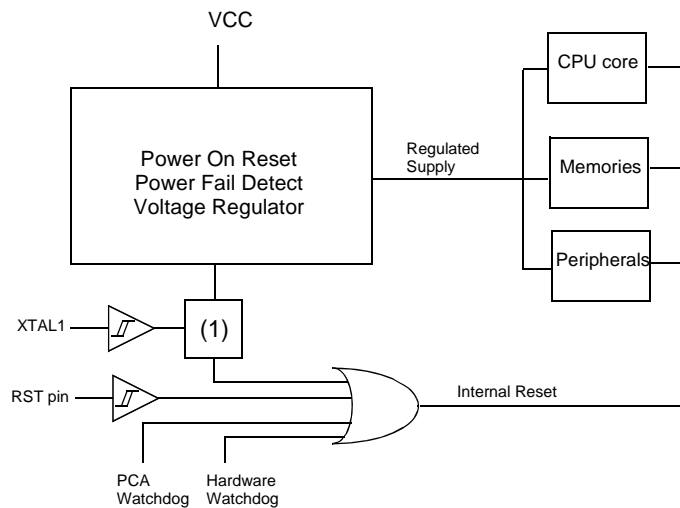 VCC
CPU core
Power On Reset
Power Fail Detect
Voltage Regulator
Regulated
Supply
Memories
Peripherals
XTAL1
(1)
RST pin
Internal Reset
PCA
Watchdog
Hardware
Watchdog